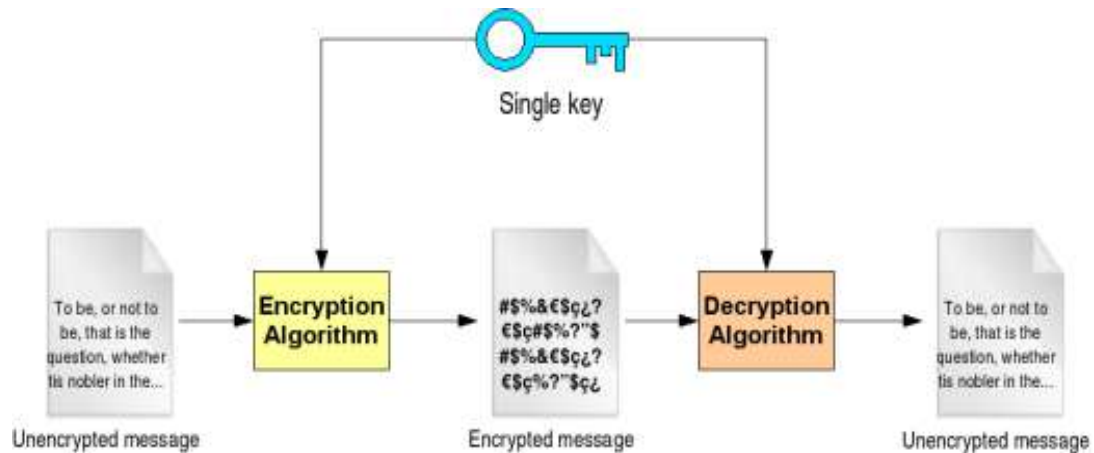 Single key
To be, or not to
be, that is the
question, whether
tis nobler in the...
Unencrypted message
Encryption
Algorithm
#$%&€$ç¿?
€$ç#$%?"$
#$%&€$ç¿?
€$ç%?"$ç¿
Encrypted message
Decryption
Algorithm
To be, or not to
be, that is the
question, whether
tis nobler in the...
Unencrypted message